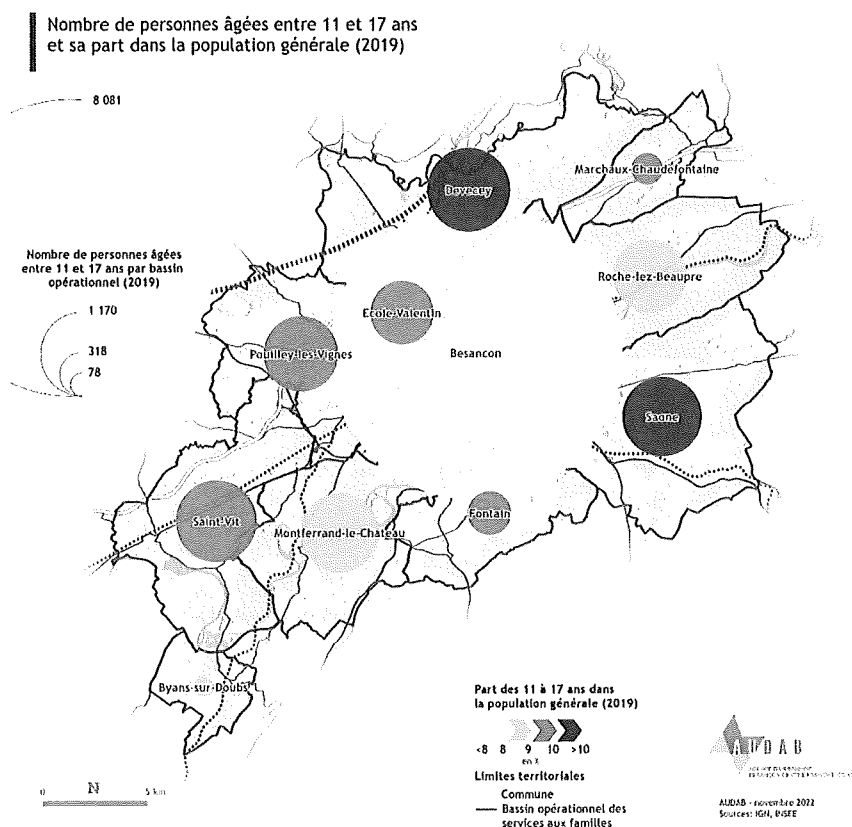 Nombre de personnes âgées entre 11 et 17 ans
et sa part dans la population générale (2019)
8 081
Nombre de personnes âgées
entre 11 et 17 ans par bassin
opérationnel (2019)
1 170
318
78
Devecey
Marchaux-Chaudefontaine
Roche-lez-Beaupre
Ecole-Valentin
Pouilley-les-Vignes
Besancon
Saone
Saint-Vit
Montferrand-le-Chateau
Fontain
Byans-sur-Doubs
Part des 11 à 17 ans dans
la population générale (2019)
<8 8 9 10 >10
en %
Limites territoriales
Commune
Bassin opérationnel des
services aux familles
0 N 5 km
AUDAB
AUDAB - novembre 2022
Sources: IGN, INSEE